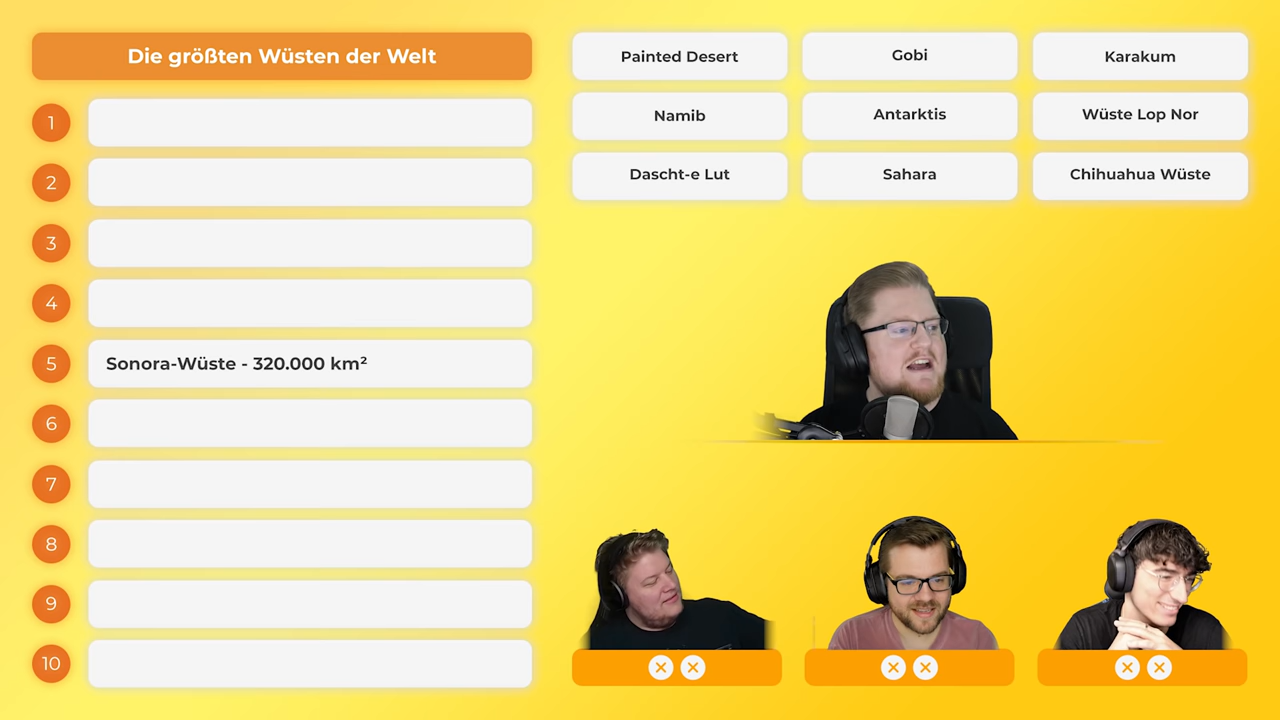 Die größten Wüsten der Welt
1
2
3
4
5 Sonora-Wüste - 320.000 km²
6
7
8
9
10
Painted Desert Gobi Karakum
Namib Antarktis Wüste Lop Nor
Dascht-e Lut Sahara Chihuahua Wüste